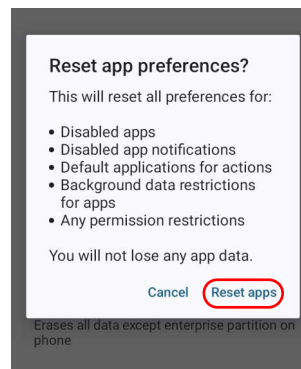 Reset app preferences?
This will reset all preferences for:
• Disabled apps
• Disabled app notifications
• Default applications for actions
• Background data restrictions
for apps
• Any permission restrictions
You will not lose any app data.
Cancel Reset apps
Erases all data except enterprise partition on
phone